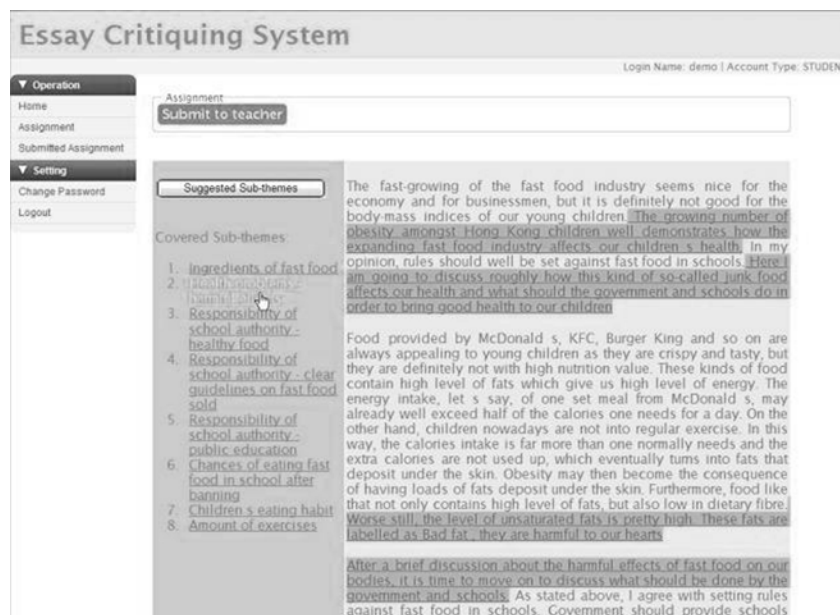 Essay Critiquing System
Login Name: demo | Account Type: STUDEN
▼ Operation
Home
Assignment
Submitted Assignment
▼ Setting
Change Password
Logout
Assignment
Submit to teacher
Suggested Sub-themes
Covered Sub-themes:
1. Ingredients of fast food
2.
3. Responsibility of
school authority -
healthy food
4. Responsibility of
school authority - clear
guidelines on fast food
sold
5. Responsibility of
school authority -
public education
6. Chances of eating fast
food in school after
banning
7. Children s eating habit
8. Amount of exercises
The fast-growing of the fast food industry seems nice for the
economy and for businessmen, but it is definitely not good for the
body-mass indices of our young children. The growing number of
obesity amongst Hong Kong children well demonstrates how the
expanding fast food industry affects our children s health. In my
opinion, rules should well be set against fast food in schools. Here I
am going to discuss roughly how this kind of so-called junk food
affects our health and what should the government and schools do in
order to bring good health to our children
Food provided by McDonald s, KFC, Burger King and so on are
always appealing to young children as they are crispy and tasty, but
they are definitely not with high nutrition value. These kinds of food
contain high level of fats which give us high level of energy. The
energy intake, let s say, of one set meal from McDonald s, may
already well exceed half of the calories one needs for a day. On the
other hand, children nowadays are not into regular exercise. In this
way, the calories intake is far more than one normally needs and the
extra calories are not used up, which eventually turns into fats that
deposit under the skin. Obesity may then become the consequence
of having loads of fats deposit under the skin. Furthermore, food like
that not only contains high level of fats, but also low in dietary fibre.
Worse still, the level of unsaturated fats is pretty high. These fats are
labelled as Bad fat , they are harmful to our hearts
After a brief discussion about the harmful effects of fast food on our
bodies, it is time to move on to discuss what should be done by the
government and schools. As stated above, I agree with setting rules
against fast food in schools. Government should provide schools